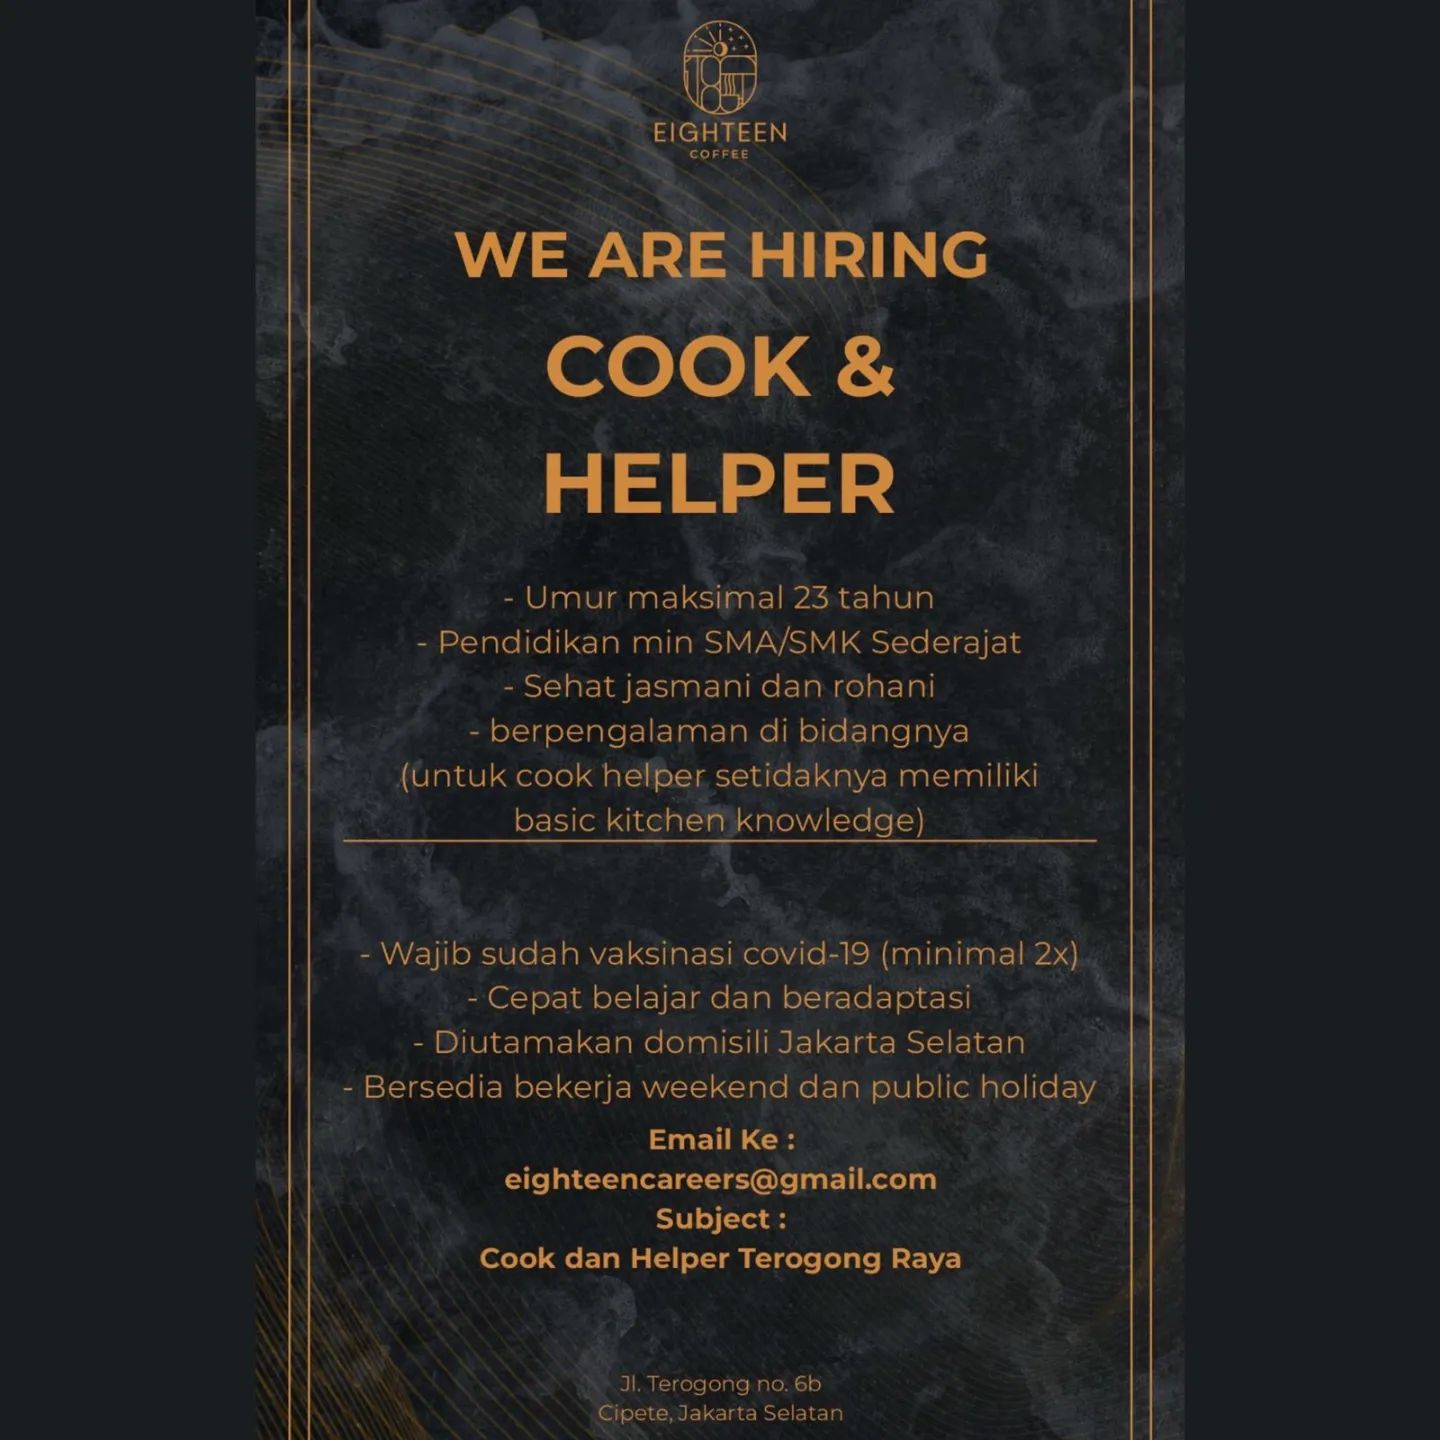 EIGHTEEN
COFFEE
WE ARE HIRING
COOK &
HELPER
- Umur maksimal 23 tahun
- Pendidikan min SMA/SMK Sederajat
- Sehat jasmani dan rohani
- berpengalaman di bidangnya
(untuk cook helper setidaknya memiliki
basic kitchen knowledge)
- Wajib sudah vaksinasi covid-19 (minimal 2x)
- Cepat belajar dan beradaptasi
- Diutamakan domisili Jakarta Selatan
- Bersedia bekerja weekend dan public holiday
Email Ke :
eighteencareers@gmail.com
Subject :
Cook dan Helper Terogong Raya
Jl. Terogong no. 6b
Cipete, Jakarta Selatan